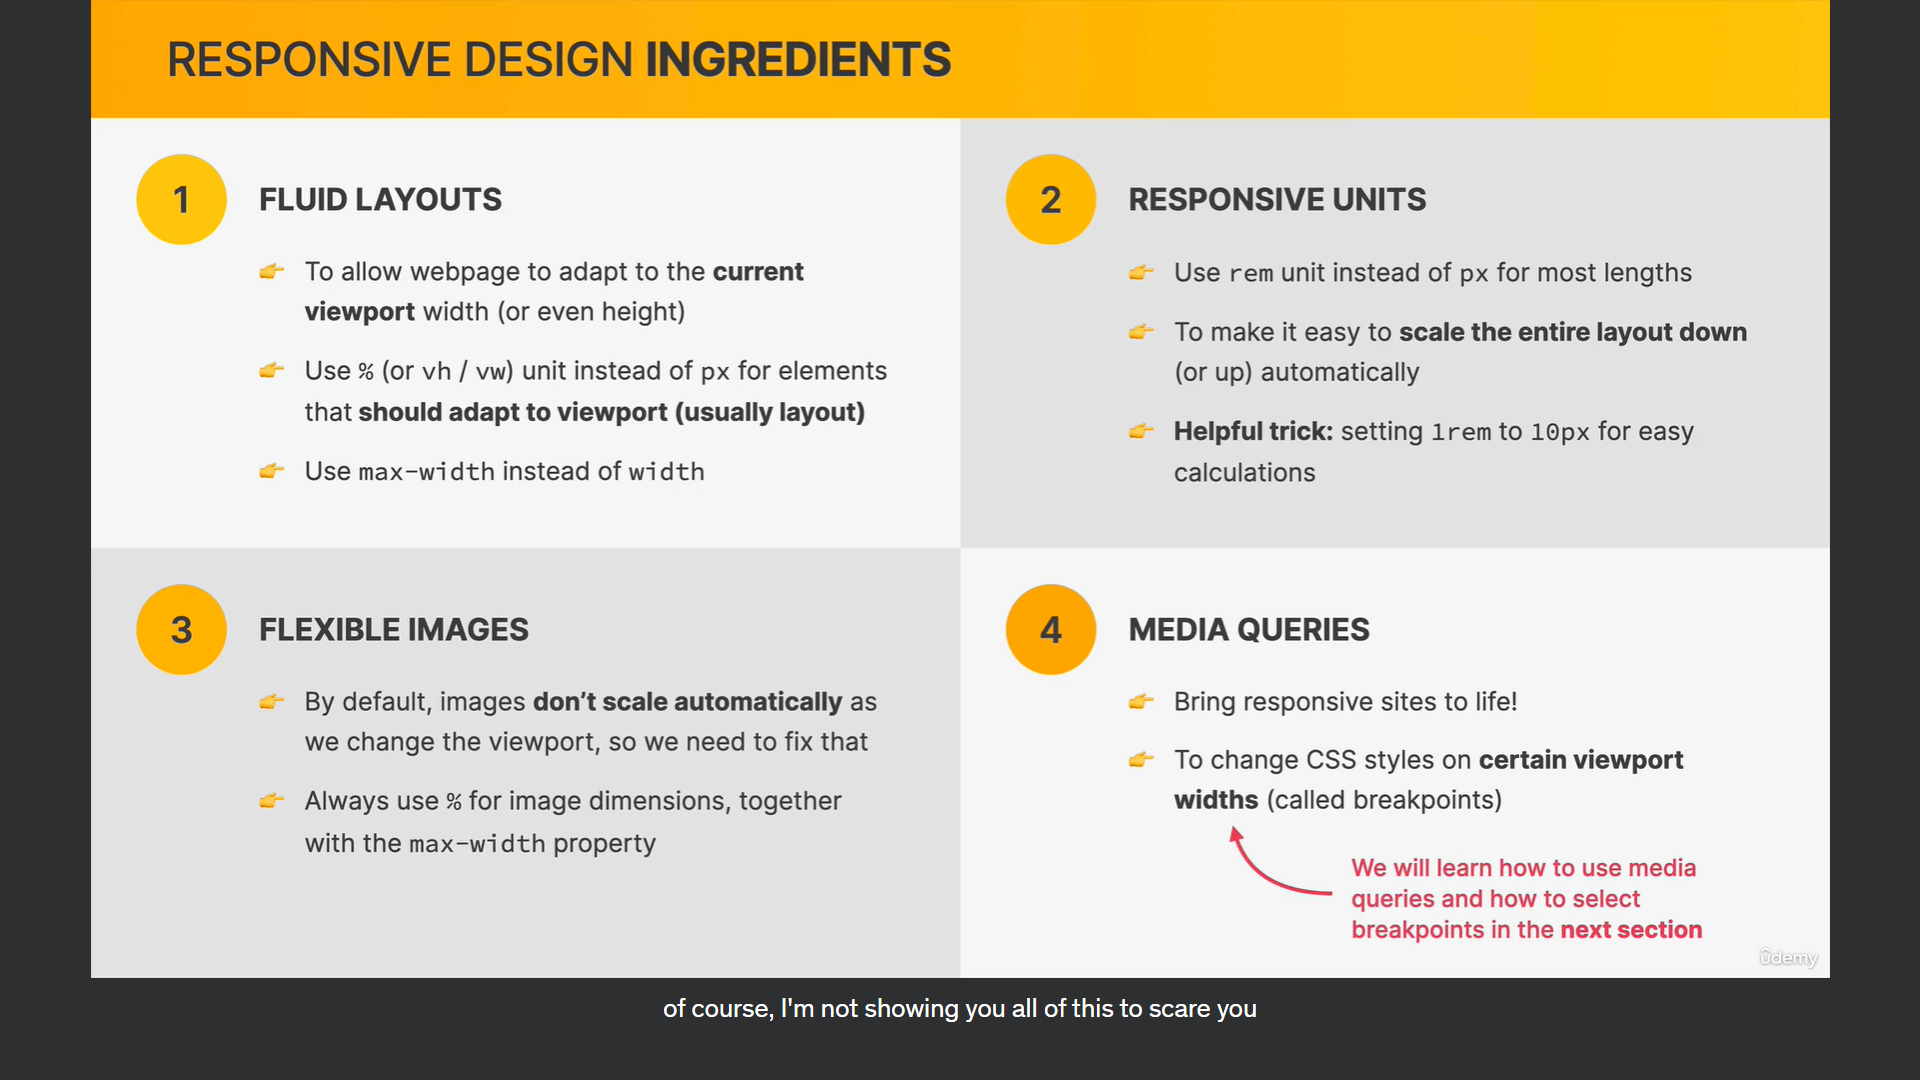 RESPONSIVE DESIGN INGREDIENTS
1
FLUID LAYOUTS
To allow webpage to adapt to the current
viewport width (or even height)
Use % (or vh / vw) unit instead of px for elements
that should adapt to viewport (usually layout)
Use max-width instead of width
2
RESPONSIVE UNITS
Use rem unit instead of px for most lengths
To make it easy to scale the entire layout down
(or up) automatically
Helpful trick: setting 1rem to 10px for easy
calculations
3
FLEXIBLE IMAGES
By default, images don’t scale automatically as
we change the viewport, so we need to fix that
Always use % for image dimensions, together
with the max-width property
4
MEDIA QUERIES
Bring responsive sites to life!
To change CSS styles on certain viewport
widths (called breakpoints)
We will learn how to use media
queries and how to select
breakpoints in the next section
ûdemy
of course, I'm not showing you all of this to scare you